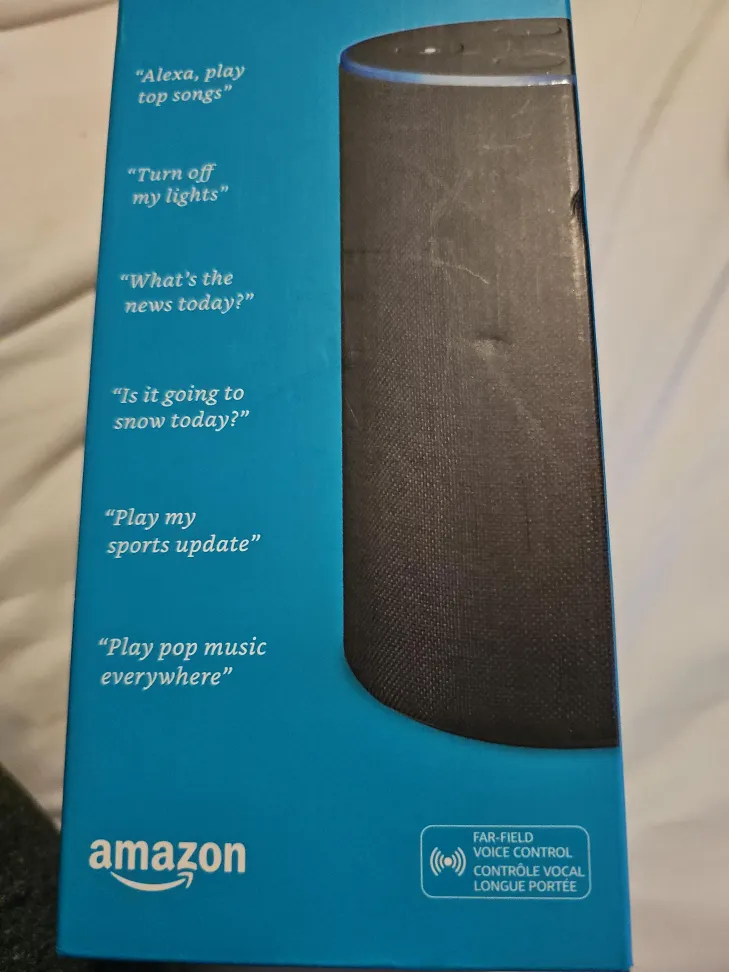 “Alexa, play
top songs”
“Turn off
my lights”
“What’s the
news today?”
“Is it going to
snow today?”
“Play my
sports update”
“Play pop music
everywhere”
amazon
FAR-FIELD
VOICE CONTROL
CONTRÔLE VOCAL
LONGUE PORTÉE